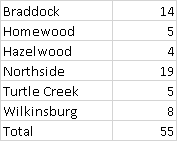 Braddock 14
Homewood 5
Hazelwood 4
Northside 19
Turtle Creek 5
Wilkinsburg 8
Total 55